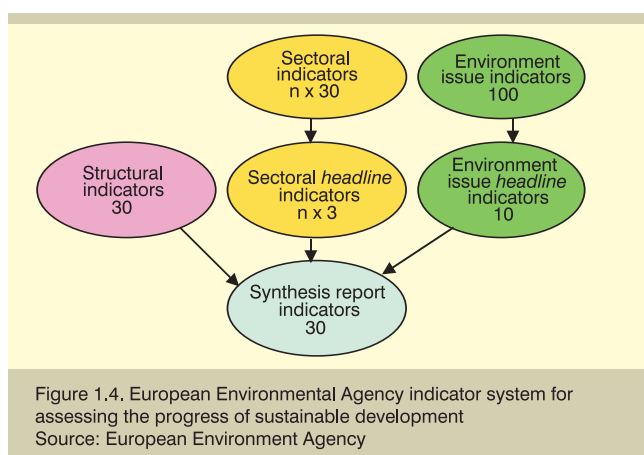 Sectoral
indicators
n x 30
Environment
issue indicators
100
Structural
indicators
30
Sectoral headline
indicators
n x 3
Environment
issue headline
indicators
10
Synthesis report
indicators
30
Figure 1.4. European Environmental Agency indicator system for
assessing the progress of sustainable development
Source: European Environment Agency